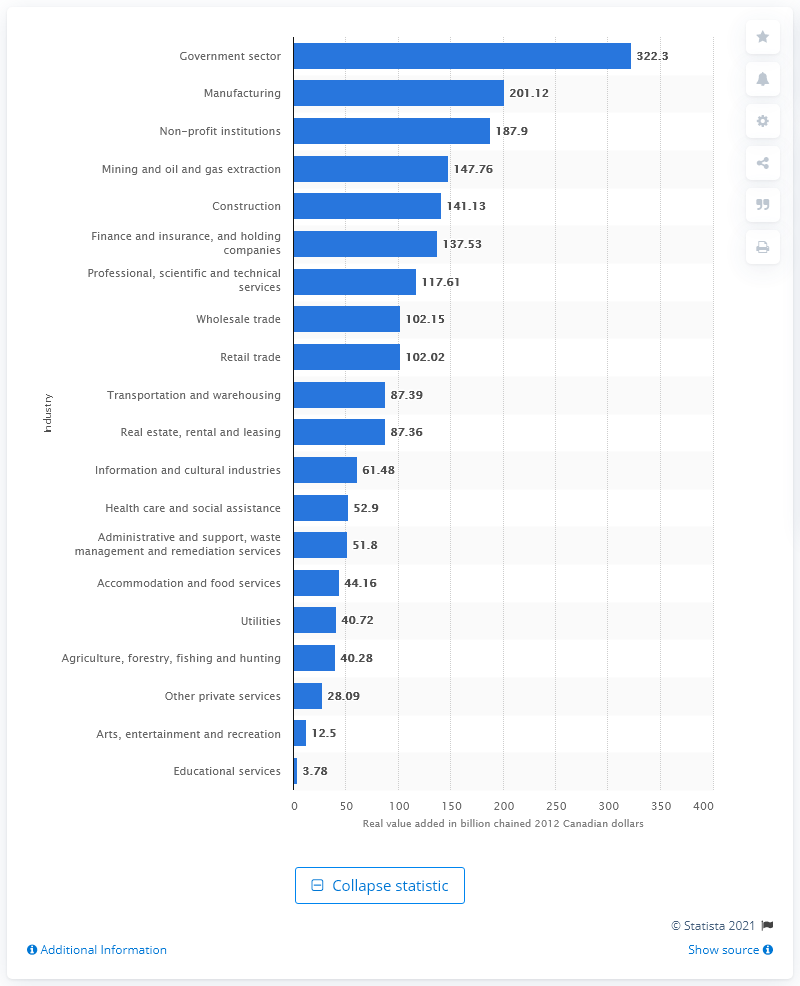 Government sector 322.3
Manufacturing 201.12
Non-profit institutions 187.9
Mining and oil and gas extraction 147.76
Construction 141.13
Finance and insurance, and holding
companies 137.53
Professional, scientific and technical
services 117.61
Wholesale trade 102.15
Retail trade 102.02
Transportation and warehousing 87.39
Industry
Real estate, rental and leasing 87.36
Information and cultural industries 61.48
Health care and social assistance 52.9
Administrative and support, waste
management and remediation services 51.8
Accommodation and food services 44.16
Utilities 40.72
Agriculture, forestry, fishing and hunting 40.28
Other private services 28.09
Arts, entertainment and recreation 12.5
Educational services 3.78
0 50 100 150 200 250 300 350 400
Real value added in billion chained 2012 Canadian dollars
Collapse statistic
© Statista 2021
Additional Information
Show source